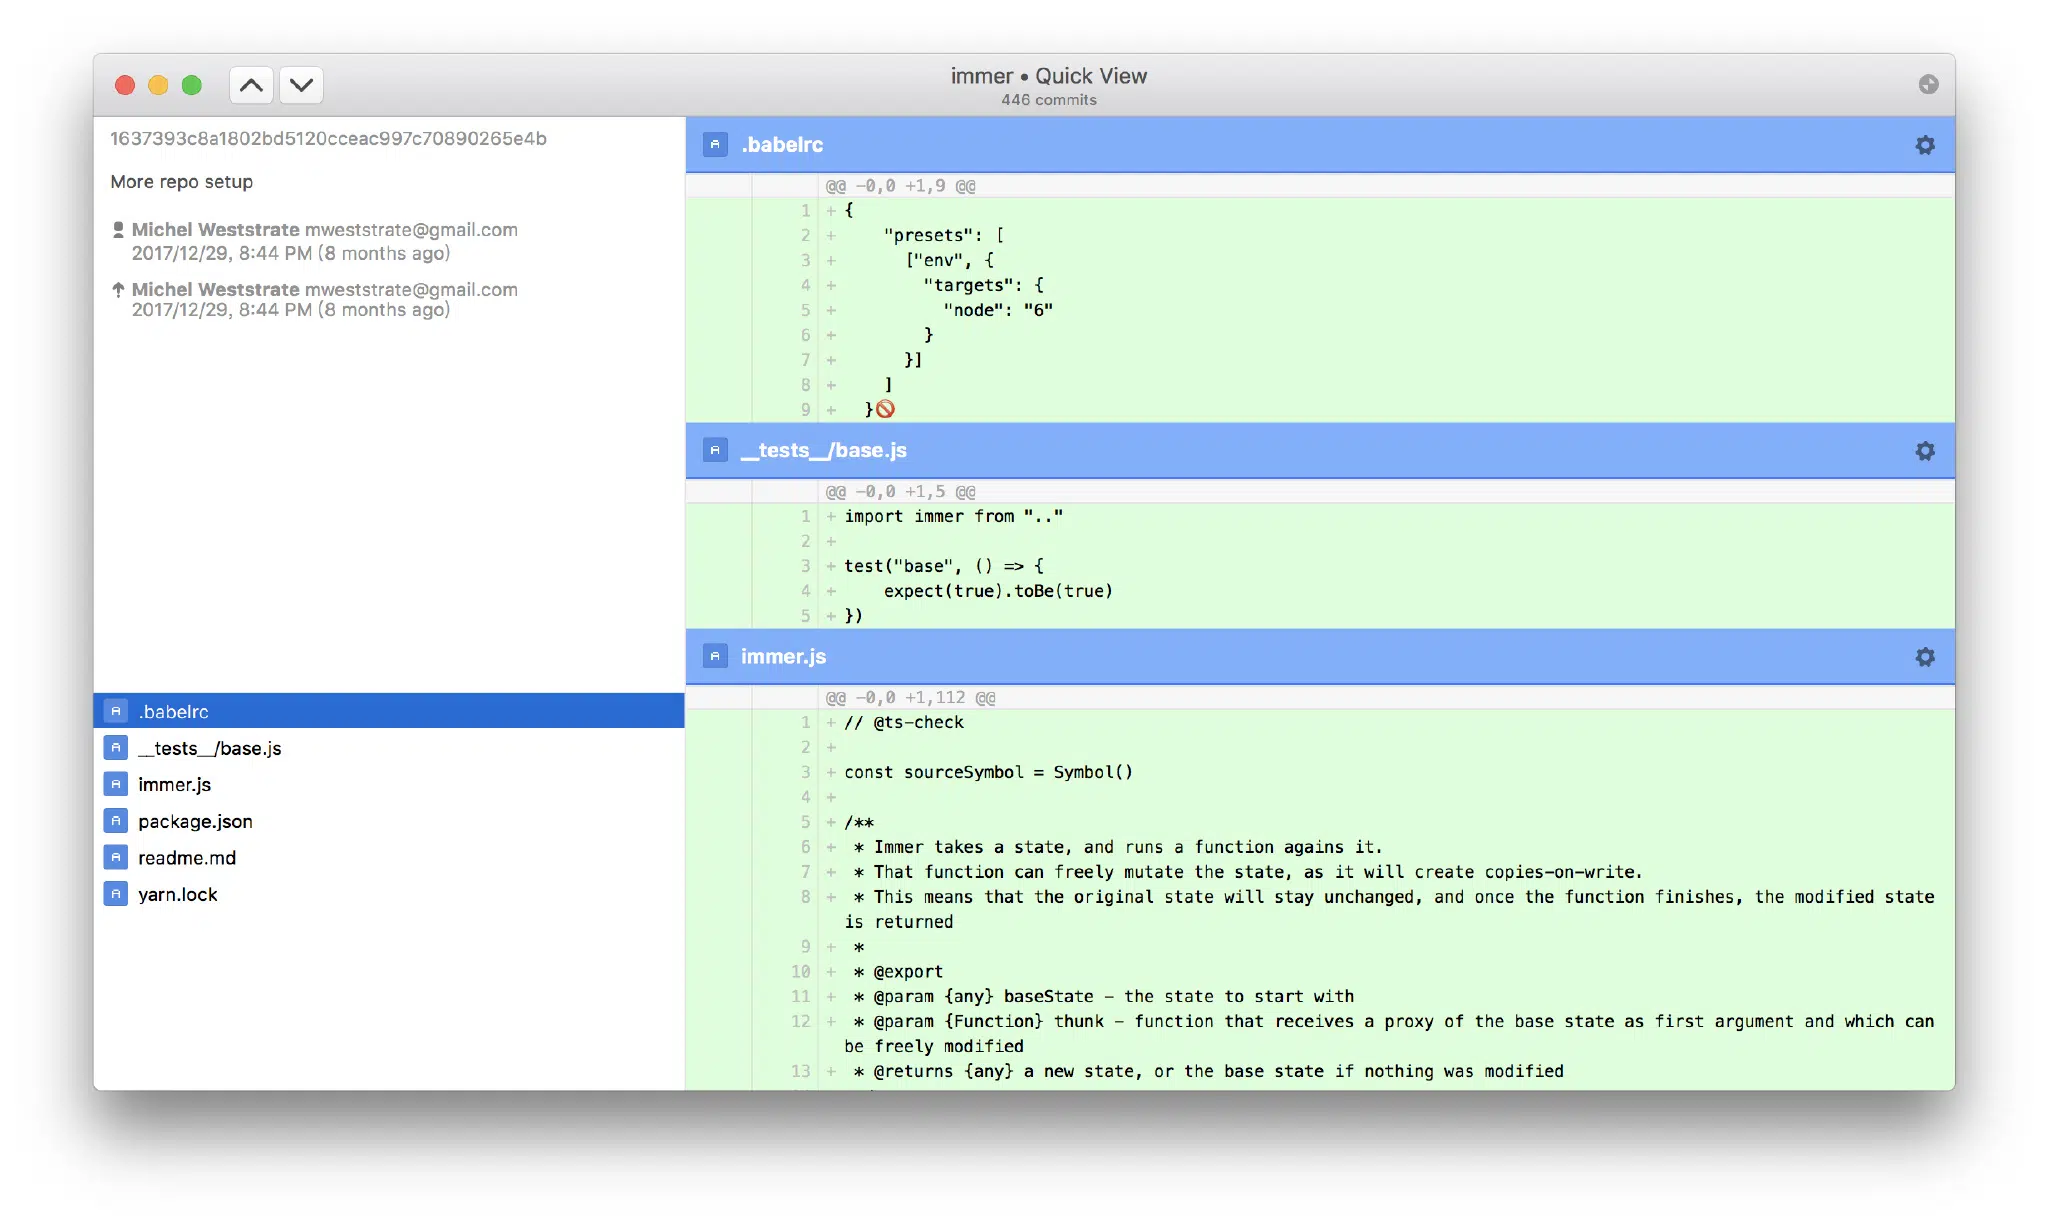 immer • Quick View
446 commits
1637393c8a1802bd5120cceac997c70890265e4b
More repo setup
Michel Weststrate mweststrate@gmail.com
2017/12/29, 8:44 PM (8 months ago)
Michel Weststrate mweststrate@gmail.com
2017/12/29, 8:44 PM (8 months ago)
A .babelrc
A __tests__/base.js
A immer.js
A package.json
A readme.md
A yarn.lock
A .babelrc
@@ -0,0 +1,9 @@
1 + {
2 +     "presets": [
3 +       ["env", {
4 +         "targets": {
5 +           "node": "6"
6 +         }
7 +       }]
8 +     ]
9 +   }🚫
A __tests__/base.js
@@ -0,0 +1,5 @@
1 + import immer from ".."
2 +
3 + test("base", () => {
4 +     expect(true).toBe(true)
5 + })
A immer.js
@@ -0,0 +1,112 @@
1 + // @ts-check
2 +
3 + const sourceSymbol = Symbol()
4 +
5 + /**
6 +  * Immer takes a state, and runs a function agains it.
7 +  * That function can freely mutate the state, as it will create copies-on-write.
8 +  * This means that the original state will stay unchanged, and once the function finishes, the modified state
is returned
9 +  *
10 +  * @export
11 +  * @param {any} baseState - the state to start with
12 +  * @param {Function} thunk - function that receives a proxy of the base state as first argument and which can
be freely modified
13 +  * @returns {any} a new state, or the base state if nothing was modified